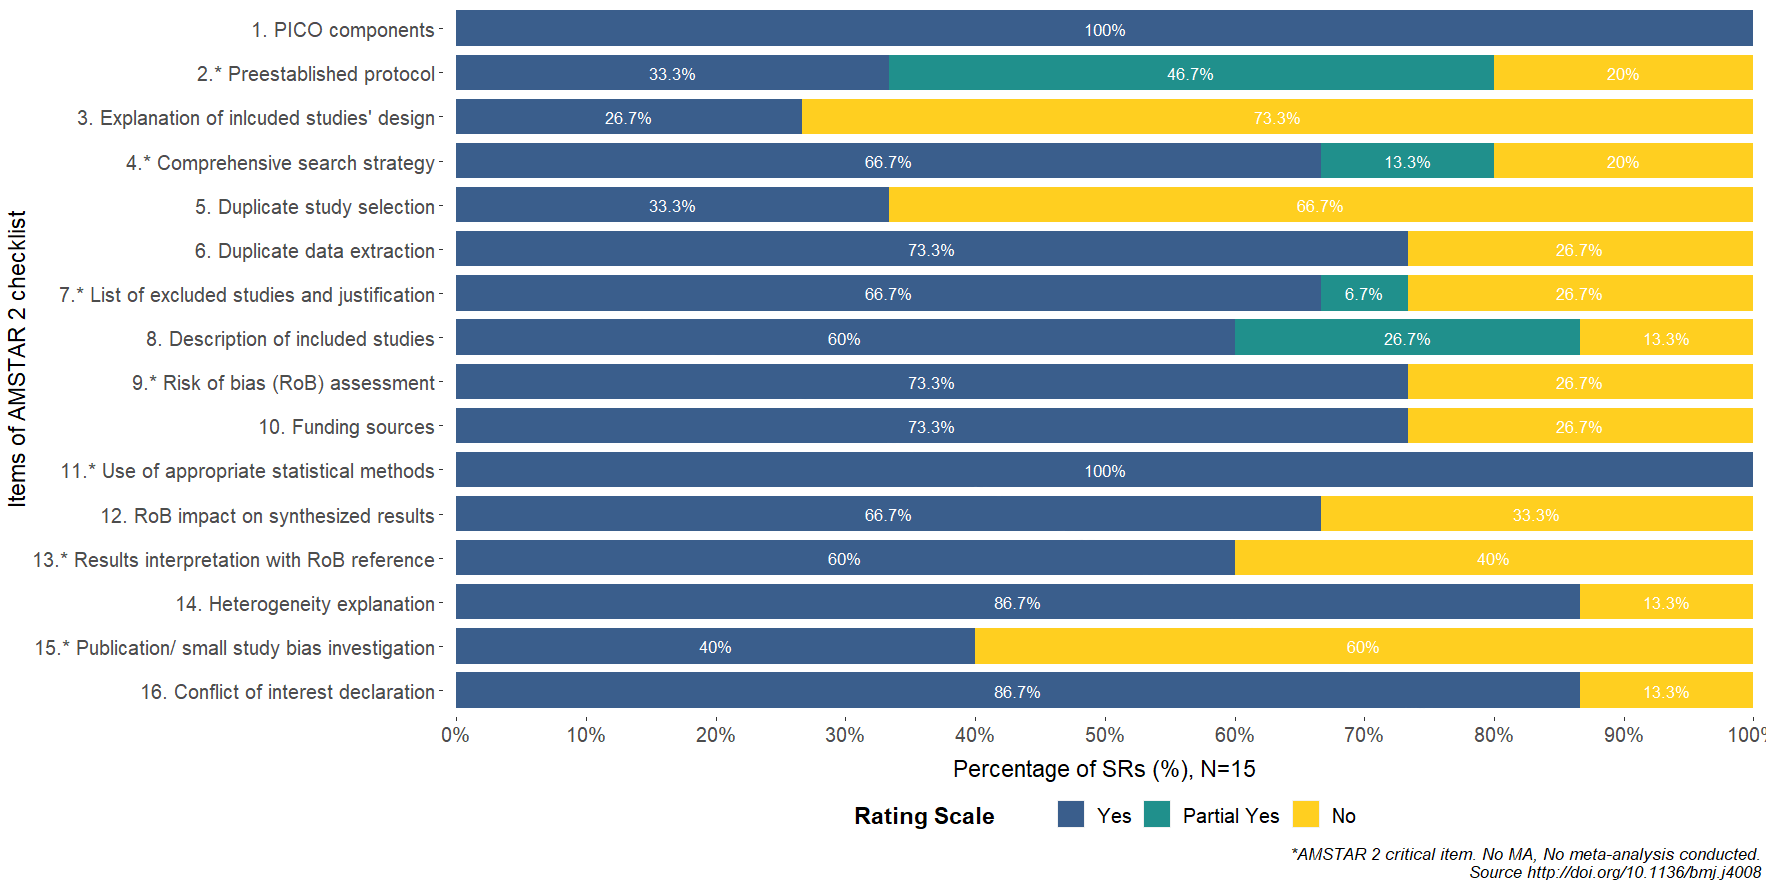 1. PICO components
100%
2.* Preestablished protocol
33.3% 46.7% 20%
3. Explanation of inlcuded studies' design
26.7% 73.3%
4.* Comprehensive search strategy
66.7% 13.3% 20%
5. Duplicate study selection
33.3% 66.7%
6. Duplicate data extraction
73.3% 26.7%
7.* List of excluded studies and justification
66.7% 6.7% 26.7%
8. Description of included studies
60% 26.7% 13.3%
9.* Risk of bias (RoB) assessment
73.3% 26.7%
10. Funding sources
73.3% 26.7%
11.* Use of appropriate statistical methods
100%
12. RoB impact on synthesized results
66.7% 33.3%
13.* Results interpretation with RoB reference
60% 40%
14. Heterogeneity explanation
86.7% 13.3%
15.* Publication/ small study bias investigation
40% 60%
16. Conflict of interest declaration
86.7% 13.3%
Items of AMSTAR 2 checklist
0% 10% 20% 30% 40% 50% 60% 70% 80% 90% 100%
Percentage of SRs (%), N=15
Rating Scale Yes Partial Yes No
*AMSTAR 2 critical item. No MA, No meta-analysis conducted.
Source http://doi.org/10.1136/bmj.j4008